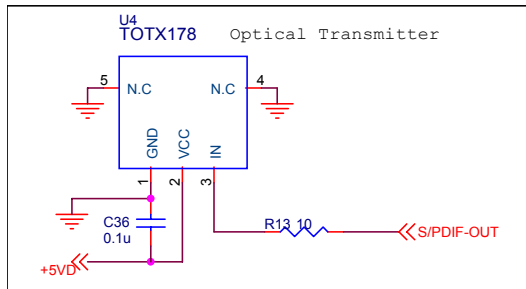 U4
TOTX178 Optical Transmitter
5 N.C N.C 4
GND VCC IN
1 2 3
C36
0.1u
R13 10
S/PDIF-OUT
+5VD